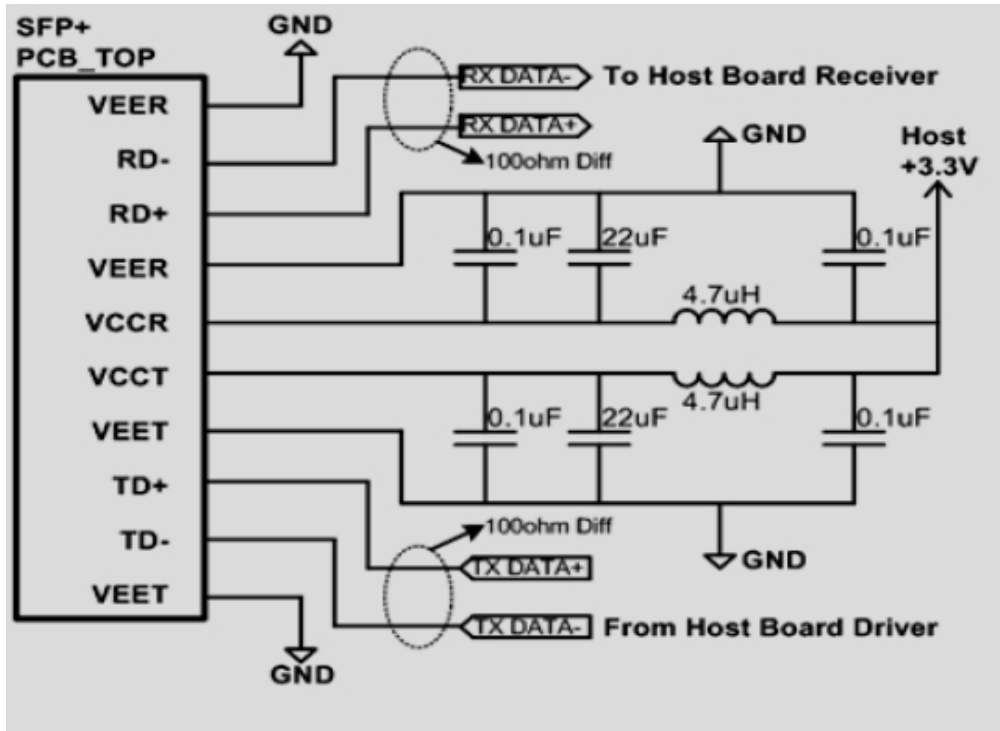 SFP+
PCB_TOP
GND
VEER
RD-
RD+
VEER
VCCR
VCCT
VEET
TD+
TD-
VEET
GND
RX DATA-
To Host Board Receiver
RX DATA+
100ohm Diff
GND
Host
+3.3V
0.1uF
22uF
0.1uF
4.7uH
4.7uH
0.1uF
22uF
0.1uF
100ohm Diff
GND
TX DATA+
TX DATA-
From Host Board Driver